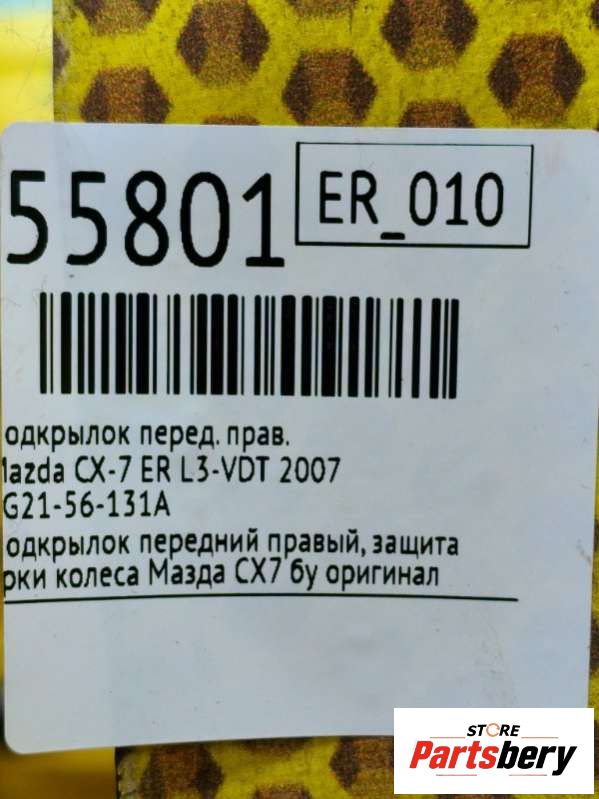 55801
ER_010
одкрылок перед. прав.
lazda CX-7 ER L3-VDT 2007
G21-56-131A
одкрылок передний правый, защита
рки колеса Мазда СХ7 бу оригинал
STORE
Partsbery